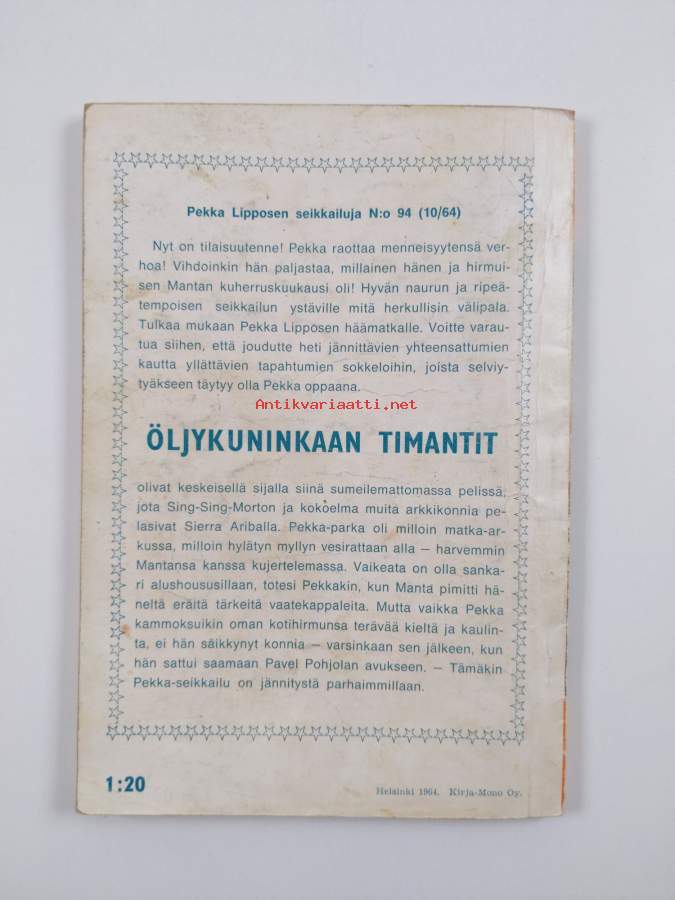 Pekka Lipposen seikkailuja N:o 94 (10/64)
Nyt on tilaisuutenne! Pekka raottaa menneisyytensä ver-
hoa! Vihdoinkin hän paljastaa, millainen hänen ja hirmui-
sen Mantan kuherruskuukausi oli! Hyvän naurun ja ripeä-
tempoisen seikkailun ystäville mitä herkullisin välipala.
Tulkaa mukaan Pekka Lipposen häämatkalle. Voitte varau-
tua siihen, että joudutte heti jännittävien yhteensattumien
kautta yllättävien tapahtumien sokkeloihin, joista selviy-
tyäkseen täytyy olla Pekka oppaana.
Antikvariaatti.net
ÖLJYKUNINKAAN TIMANTIT
olivat keskeisellä sijalla siinä sumeilemattomassa pelissä,
jota Sing-Sing-Morton ja kokoelma muita arkkikonnia pe-
lasivat Sierra Ariballa. Pekka-parka oli milloin matka-ar-
kussa, milloin hylätyn myllyn vesirattaan alla — harvemmin
Mantansa kanssa kujertelemassa. Vaikeata on olla sanka-
ri alushousuillaan, totesi Pekkakin, kun Manta pimitti hä-
neltä eräitä tärkeitä vaatekappaleita. Mutta vaikka Pekka
kammoksuikin oman kotihirmunsa terävää kieltä ja kaulin-
ta, ei hän säikkynyt konnia — varsinkaan sen jälkeen, kun
hän sattui saamaan Pavel Pohjolan avukseen. — Tämäkin
Pekka-seikkailu on jännitystä parhaimmillaan.
1:20
Helsinki 1964. Kirja-Mono Oy.